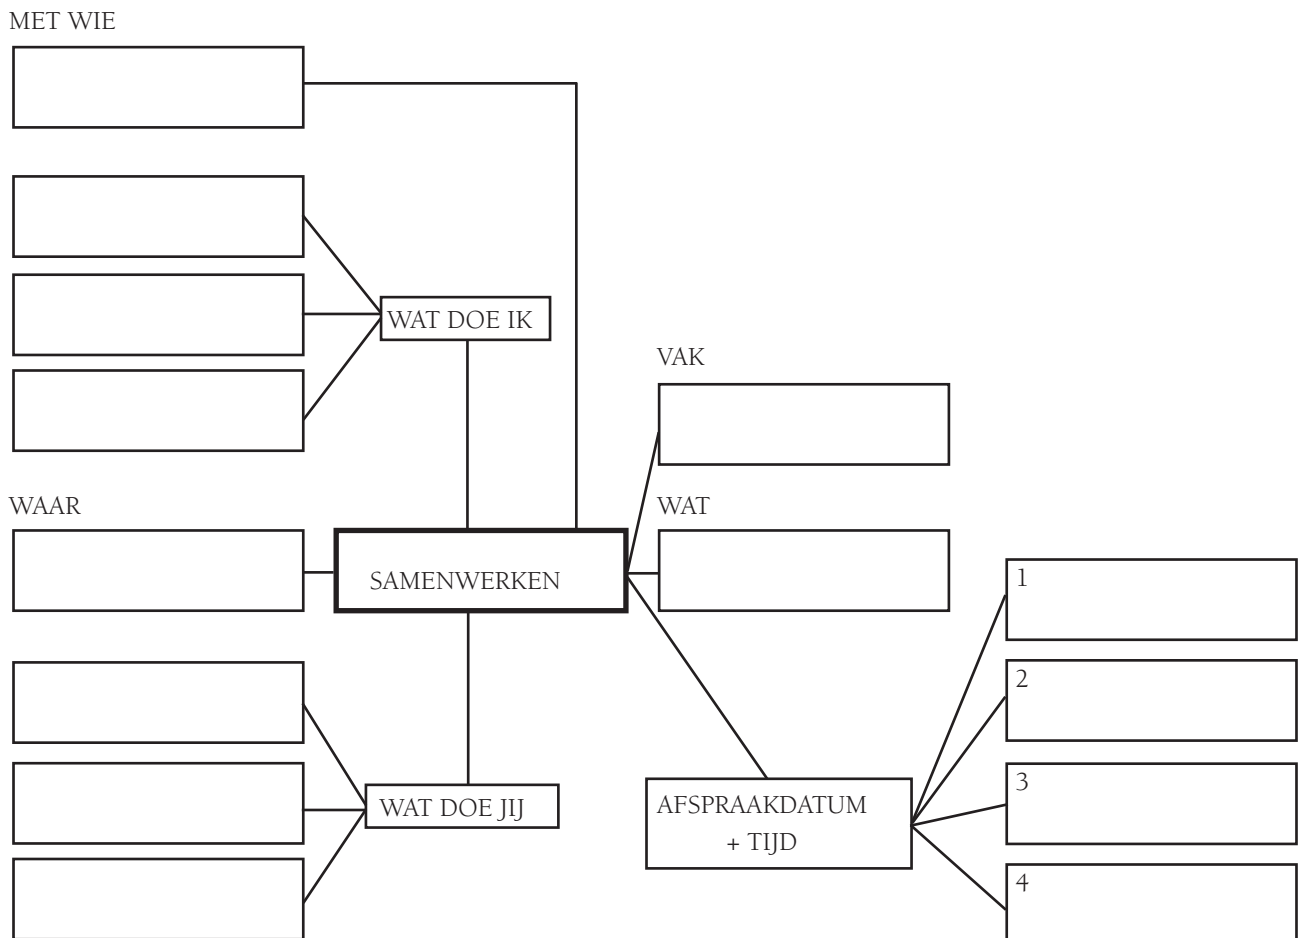 MET WIE
WAT DOE IK
VAK
WAAR
WAT
SAMENWERKEN
1
2
3
4
WAT DOE JIJ
AFSPRAAKDATUM
+ TIJD